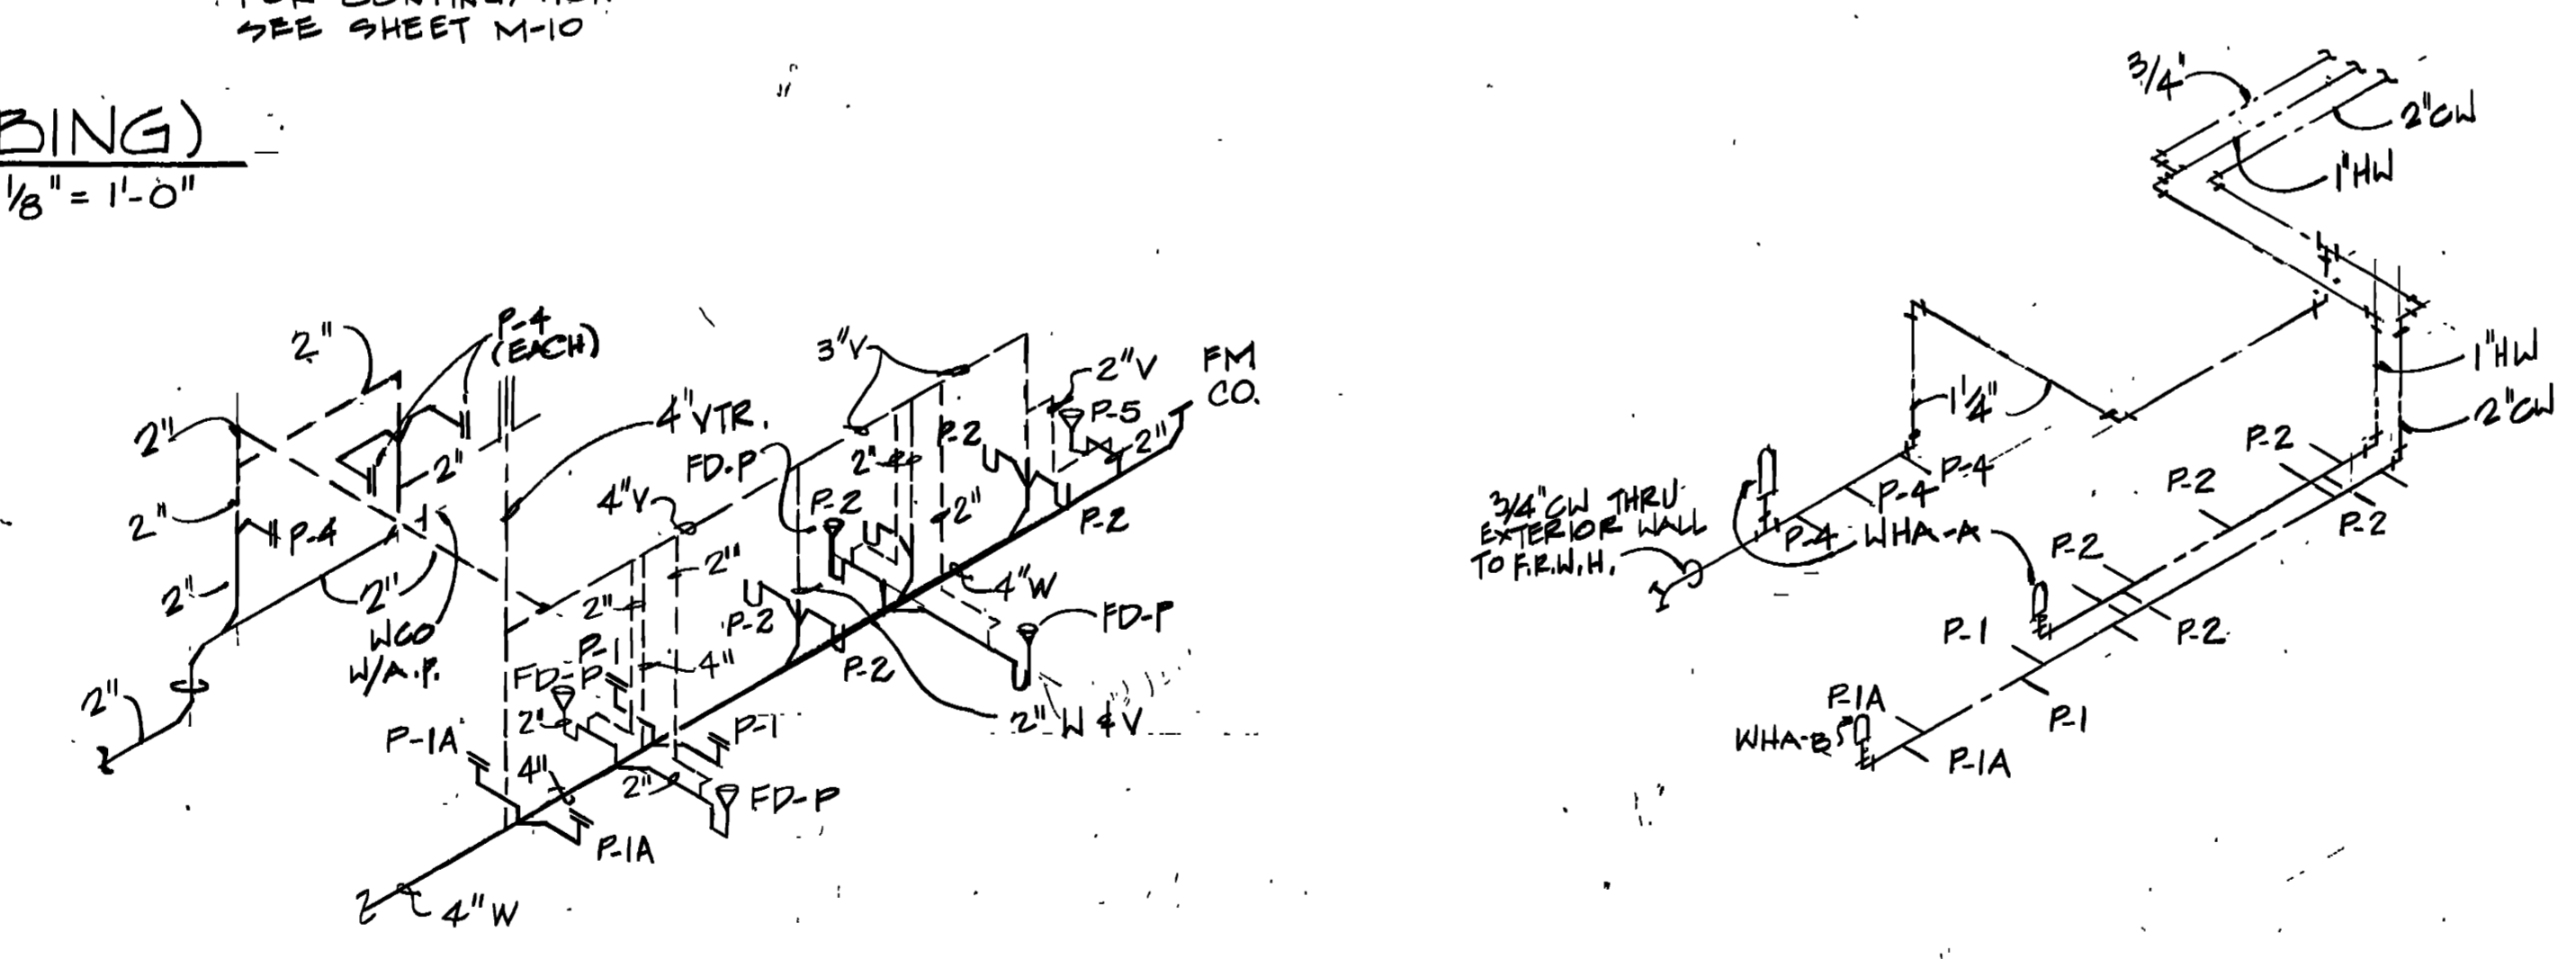 SEE SHEET M-10
BING)
1/8" = 1'-0"
2"
P-4
(EACH)
2"
2"
2"
P-4
2"
2"
2"
WCO
W/A.P.
2"
4"VTR.
3"V
2"V
FM
CO.
P-5
2"
P-2
FD-P
2"
P-2
4"V
2"
P-2
2"
4"W
2"
P-2
P-2
FD-P
P-1
4"
FD-P
2"
P-1
2" W & V
P-1A
4"
2"
FD-P
P-1A
4" W
3/4"
2"CW
1"HW
1"HW
2"CW
1 1/4"
P-4
P-4
P-4
3/4" CW THRU
EXTERIOR WALL
TO F.R.W.H.
WHA-A
P-2
P-2
P-2
P-2
P-2
P-1
P-1
P-1A
WHA-B
P-1A